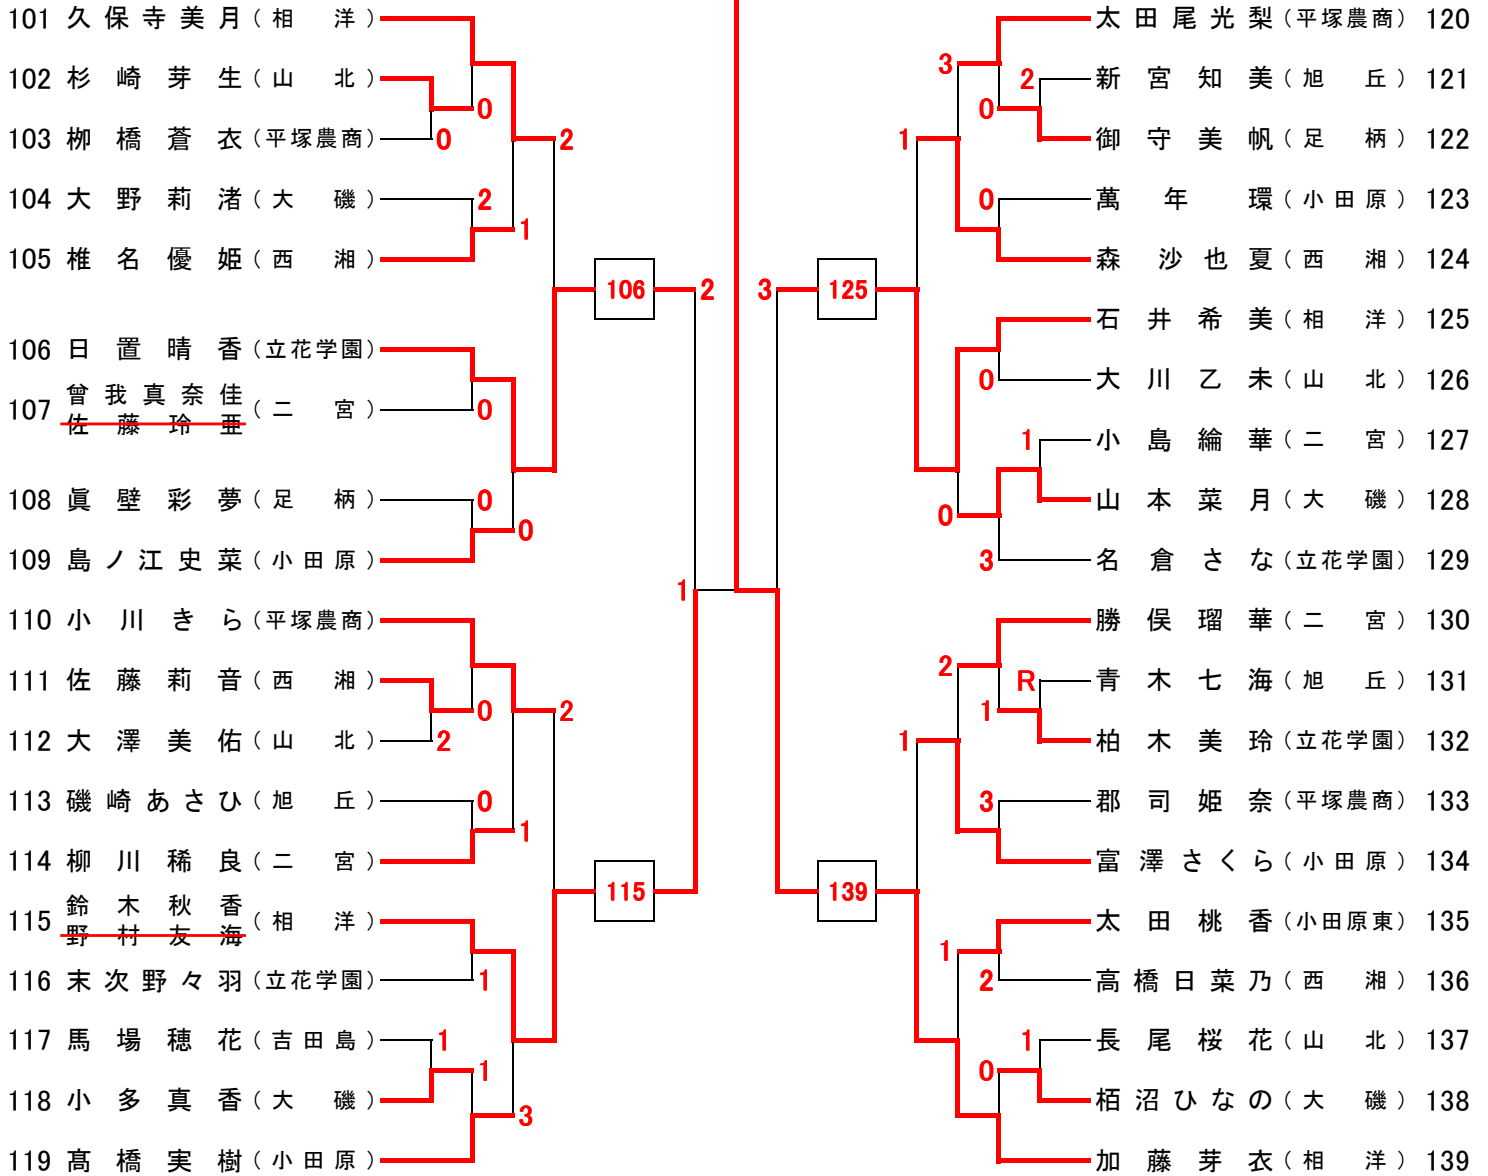 101 久保寺美月 （相洋）
0
102 杉崎芽生 （山北）
0
103 栁橋蒼衣 （平塚農商）
2
104 大野莉渚 （大磯）
2
105 椎名優姫 （西湘）
1
106
2
106 日置晴香 （立花学園）
107 曾我真奈佳 （二宮）
佐藤玲亜
0
108 眞壁彩夢 （足柄）
0
109 島ノ江史菜 （小田原）
0
1
110 小川きら （平塚農商）
111 佐藤莉音 （西湘）
0
2
112 大澤美佑 （山北）
2
113 磯崎あさひ （旭丘）
0
114 柳川稀良 （二宮）
1
115
115 鈴木秋香 （相洋）
野村友海
116 末次野々羽 （立花学園）
1
117 馬場穂花 （吉田島）
1
118 小多真香 （大磯）
1
3
119 髙橋実樹 （小田原）
太田尾光梨 （平塚農商） 120
3
2
新宮知美 （旭丘） 121
0
御守美帆 （足柄） 122
1
0
萬年環 （小田原） 123
森沙也夏 （西湘） 124
3
125
石井希美 （相洋） 125
0
大川乙未 （山北） 126
1
小島綸華 （二宮） 127
山本菜月 （大磯） 128
0
3
名倉さな （立花学園） 129
勝俣瑠華 （二宮） 130
2
R
青木七海 （旭丘） 131
1
柏木美玲 （立花学園） 132
1
3
郡司姫奈 （平塚農商） 133
富澤さくら （小田原） 134
139
太田桃香 （小田原東） 135
1
2
高橋日菜乃 （西湘） 136
1
長尾桜花 （山北） 137
0
栢沼ひなの （大磯） 138
加藤芽衣 （相洋） 139